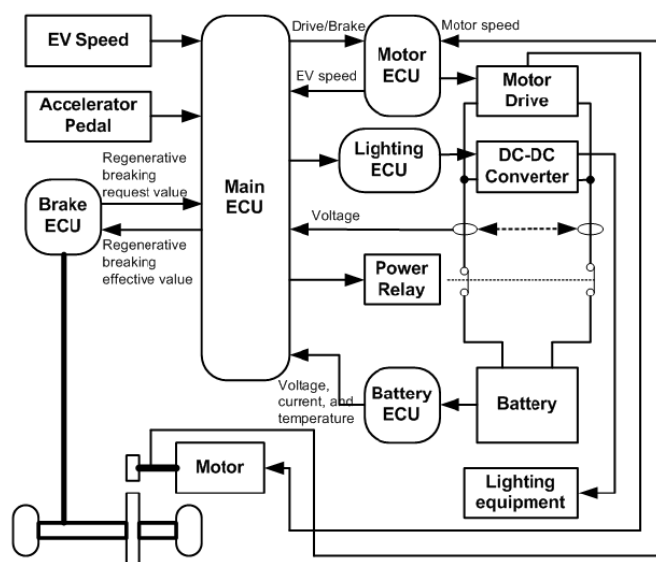 EV Speed
Drive/Brake
Motor speed
Motor
ECU
EV speed
Motor
Drive
Accelerator
Pedal
Regenerative
breaking
request value
Lighting
ECU
DC-DC
Converter
Brake
ECU
Main
ECU
Voltage
Regenerative
breaking
effective value
Power
Relay
Voltage,
current, and
temperature
Battery
ECU
Battery
Motor
Lighting
equipment